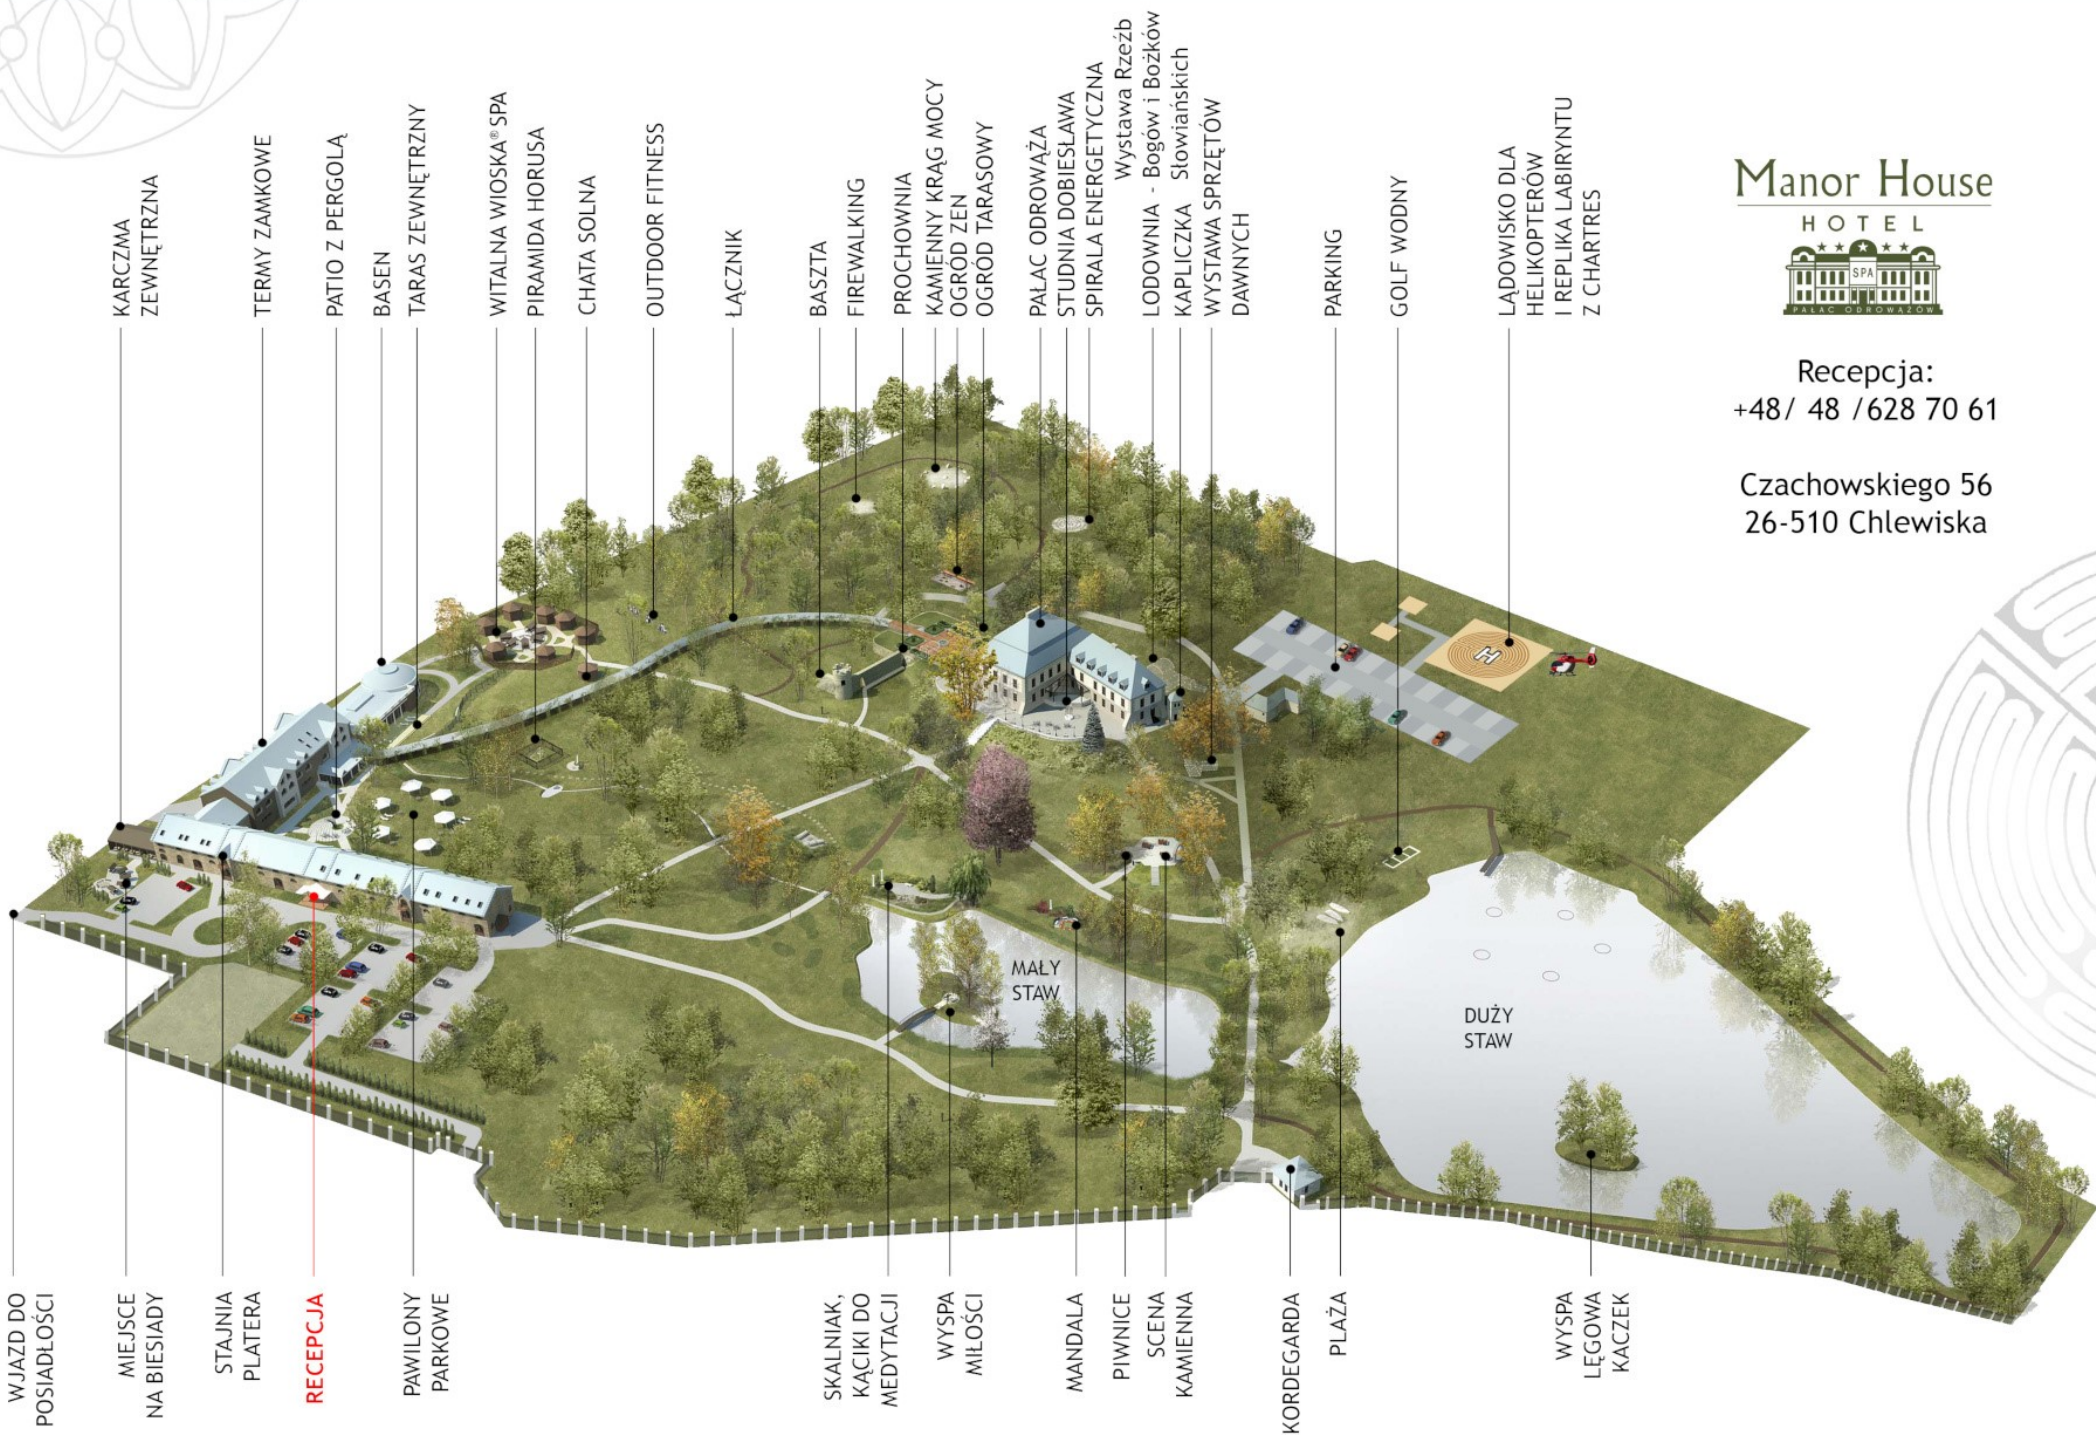 KARCZMA
ZEWNĘTRZNA
TERMY ZAMKOWE
PATIO Z PERGOLĄ
BASEN
TARAS ZEWNĘTRZNY
WITALNA WIOSKA® SPA
PIRAMIDA HORUSA
CHATA SOLNA
OUTDOOR FITNESS
ŁĄCZNIK
BASZTA
FIREWALKING
PROCHOWNIA
KAMIENNY KRĄG MOCY
OGRÓD ZEN
OGRÓD TARASOWY
PAŁAC ODROWĄŻA
STUDNIA DOBIESŁAWA
SPIRALA ENERGETYCZNA
Wystawa Rzeźb
LODOWNIA - Bogów i Bożków
KAPLICZKA Słowiańskich
WYSTAWA SPRZĘTÓW
DAWNYCH
PARKING
GOLF WODNY
LĄDOWISKO DLA
HELIKOPTERÓW
I REPLIKA LABIRYNTU
Z CHARTRES
Manor House
HOTEL
SPA
PAŁAC ODROWĄŻÓW
Recepcja:
+48/ 48 /628 70 61
Czachowskiego 56
26-510 Chlewiska
H
MAŁY
STAW
DUŻY
STAW
WJAZD DO
POSIADŁOŚCI
MIEJSCE
NA BIESIADY
STAJNIA
PLATERA
RECEPCJA
PAWILONY
PARKOWE
SKALNIAK,
KĄCIKI DO
MEDYTACJI
WYSPA
MIŁOŚCI
MANDALA
PIWNICE
SCENA
KAMIENNA
KORDEGARDA
PLAŻA
WYSPA
LĘGOWA
KACZEK